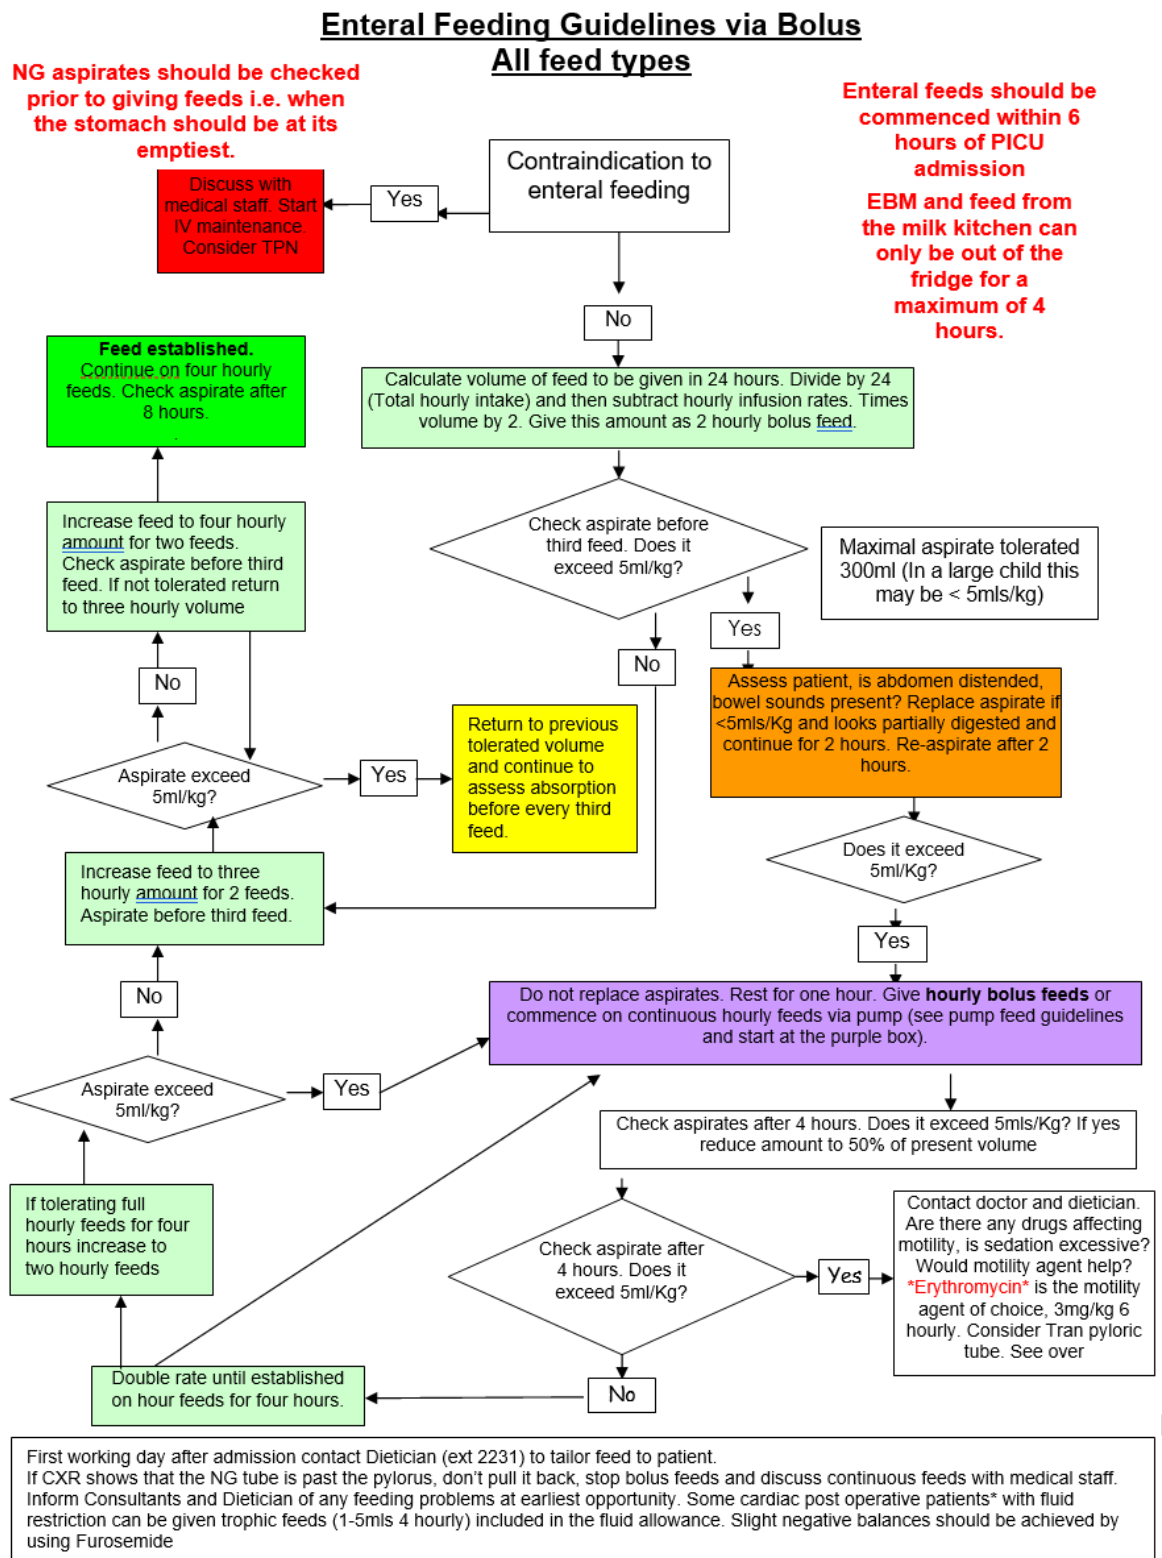 Enteral Feeding Guidelines via Bolus
All feed types
NG aspirates should be checked
prior to giving feeds i.e. when
the stomach should be at its
emptiest.
Enteral feeds should be
commenced within 6
hours of PICU
admission
EBM and feed from
the milk kitchen can
only be out of the
fridge for a
maximum of 4
hours.
Contraindication to
enteral feeding
Yes
Discuss with
medical staff. Start
IV maintenance.
Consider TPN
No
Feed established.
Continue on four hourly
feeds. Check aspirate after
8 hours.
.
Calculate volume of feed to be given in 24 hours. Divide by 24
(Total hourly intake) and then subtract hourly infusion rates. Times
volume by 2. Give this amount as 2 hourly bolus feed.
Increase feed to four hourly
amount for two feeds.
Check aspirate before third
feed. If not tolerated return
to three hourly volume
Check aspirate before
third feed. Does it
exceed 5ml/kg?
Maximal aspirate tolerated
300ml (In a large child this
may be < 5mls/kg)
Yes
No
No
Assess patient, is abdomen distended,
bowel sounds present? Replace aspirate if
<5mls/Kg and looks partially digested and
continue for 2 hours. Re-aspirate after 2
hours.
Aspirate exceed
5ml/kg?
Yes
Return to previous
tolerated volume
and continue to
assess absorption
before every third
feed.
Does it exceed
5ml/Kg?
Increase feed to three
hourly amount for 2 feeds.
Aspirate before third feed.
Yes
No
Do not replace aspirates. Rest for one hour. Give hourly bolus feeds or
commence on continuous hourly feeds via pump (see pump feed guidelines
and start at the purple box).
Aspirate exceed
5ml/kg?
Yes
Check aspirates after 4 hours. Does it exceed 5mls/Kg? If yes
reduce amount to 50% of present volume
If tolerating full
hourly feeds for four
hours increase to
two hourly feeds
Check aspirate after
4 hours. Does it
exceed 5ml/Kg?
Yes
Contact doctor and dietician.
Are there any drugs affecting
motility, is sedation excessive?
Would motility agent help?
*Erythromycin* is the motility
agent of choice, 3mg/kg 6
hourly. Consider Tran pyloric
tube. See over
Double rate until established
on hour feeds for four hours.
No
First working day after admission contact Dietician (ext 2231) to tailor feed to patient.
If CXR shows that the NG tube is past the pylorus, don't pull it back, stop bolus feeds and discuss continuous feeds with medical staff.
Inform Consultants and Dietician of any feeding problems at earliest opportunity. Some cardiac post operative patients* with fluid
restriction can be given trophic feeds (1-5mls 4 hourly) included in the fluid allowance. Slight negative balances should be achieved by
using Furosemide